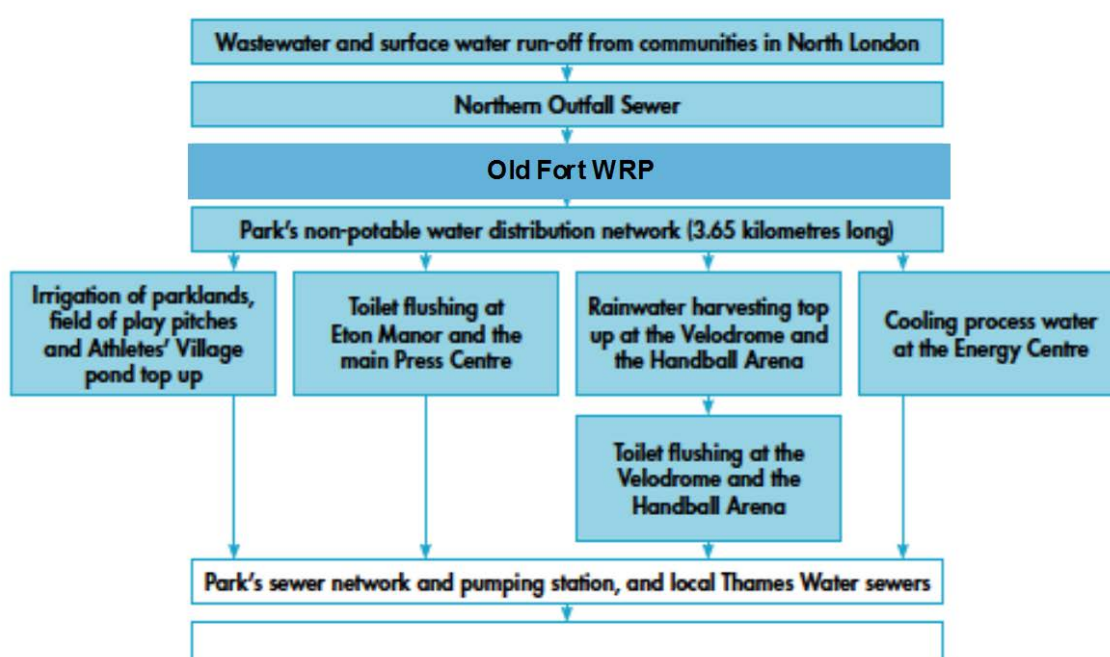 Wastewater and surface water run-off from communities in North London
Northern Outfall Sewer
Old Fort WRP
Park's non-potable water distribution network (3.65 kilometres long)
Irrigation of parklands,
field of play pitches
and Athletes' Village
pond top up
Toilet flushing at
Eton Manor and the
main Press Centre
Rainwater harvesting top
up at the Velodrome and
the Handball Arena
Cooling process water
at the Energy Centre
Toilet flushing at the
Velodrome and the
Handball Arena
Park's sewer network and pumping station, and local Thames Water sewers